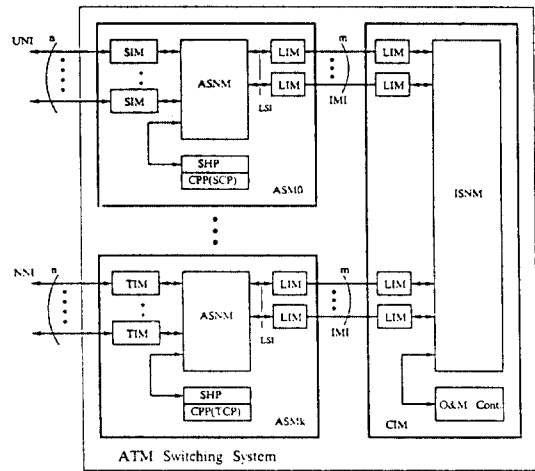 UNI
n
SIM
SIM
ASNM
LIM
LIM
LSI
SHP
CPP(SCP)
ASM0
m
IMI
LIM
LIM
ISNM
NNI
n
TIM
TIM
ASNM
LIM
LIM
LSI
SHP
CPP(TCP)
ASMk
m
IMI
LIM
LIM
O&M Cont.
CIM
ATM Switching System